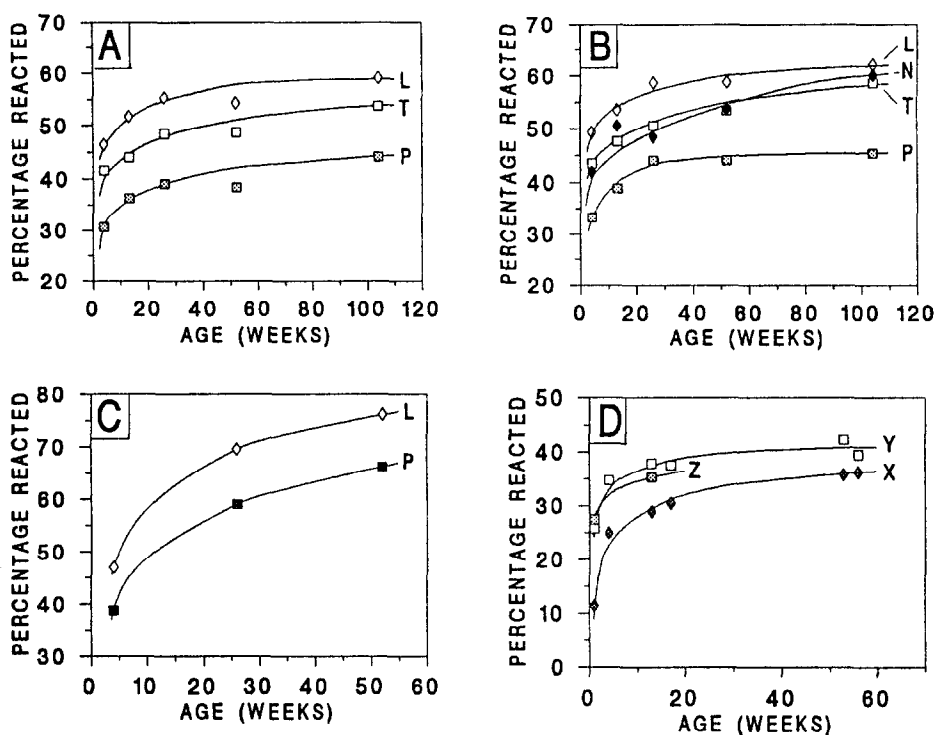 A
PERCENTAGE REACTED
70
60
50
40
30
20
L
T
P
0 20 40 60 80 100 120
AGE (WEEKS)
B
PERCENTAGE REACTED
70
60
50
40
30
20
L
N
T
P
0 20 40 60 80 100 120
AGE (WEEKS)
C
PERCENTAGE REACTED
80
70
60
50
40
30
L
P
0 10 20 30 40 50 60
AGE (WEEKS)
D
PERCENTAGE REACTED
50
40
30
20
10
0
Z
Y
X
0 20 40 60
AGE (WEEKS)